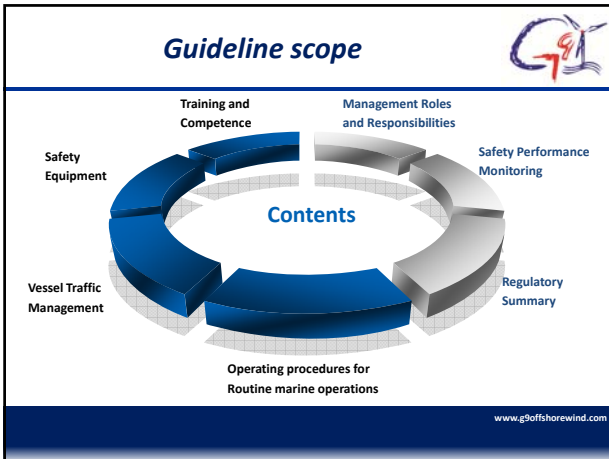 Guideline scope
G9
Training and
Competence
Management Roles
and Responsibilities
Safety
Equipment
Safety Performance
Monitoring
Contents
Vessel Traffic
Management
Regulatory
Summary
Operating procedures for
Routine marine operations
www.g9offshorewind.com